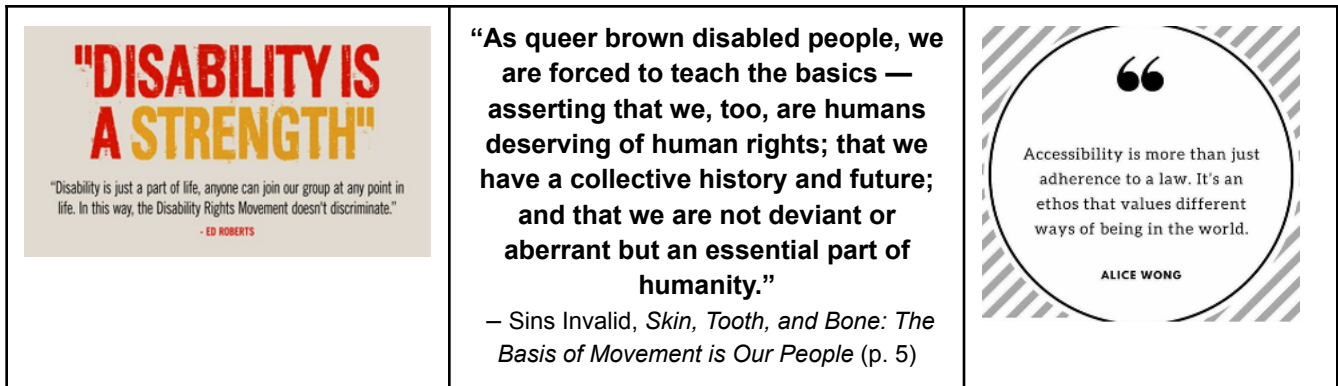 "DISABILITY IS
A STRENGTH"
“Disability is just a part of life, anyone can join our group at any point in
life. In this way, the Disability Rights Movement doesn't discriminate.”
- ED ROBERTS
“As queer brown disabled people, we
are forced to teach the basics —
asserting that we, too, are humans
deserving of human rights; that we
have a collective history and future;
and that we are not deviant or
aberrant but an essential part of
humanity.”
– Sins Invalid, Skin, Tooth, and Bone: The
Basis of Movement is Our People (p. 5)
“
Accessibility is more than just
adherence to a law. It's an
ethos that values different
ways of being in the world.
ALICE WONG